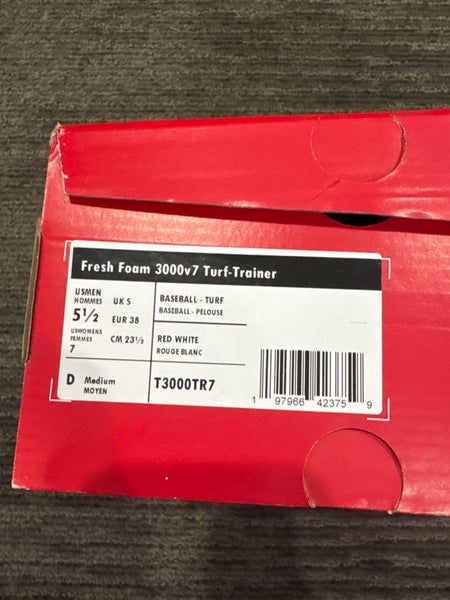 Fresh Foam 3000v7 Turf-Trainer
USMEN
HOMMES
5½
UK 5
EUR 38
USWOMENS
FEMMES
7
CM 23½
BASEBALL - TURF
BASEBALL - PELOUSE
RED WHITE
ROUGE BLANC
D Medium
MOYEN
T3000TR7
1 97966 42375 9